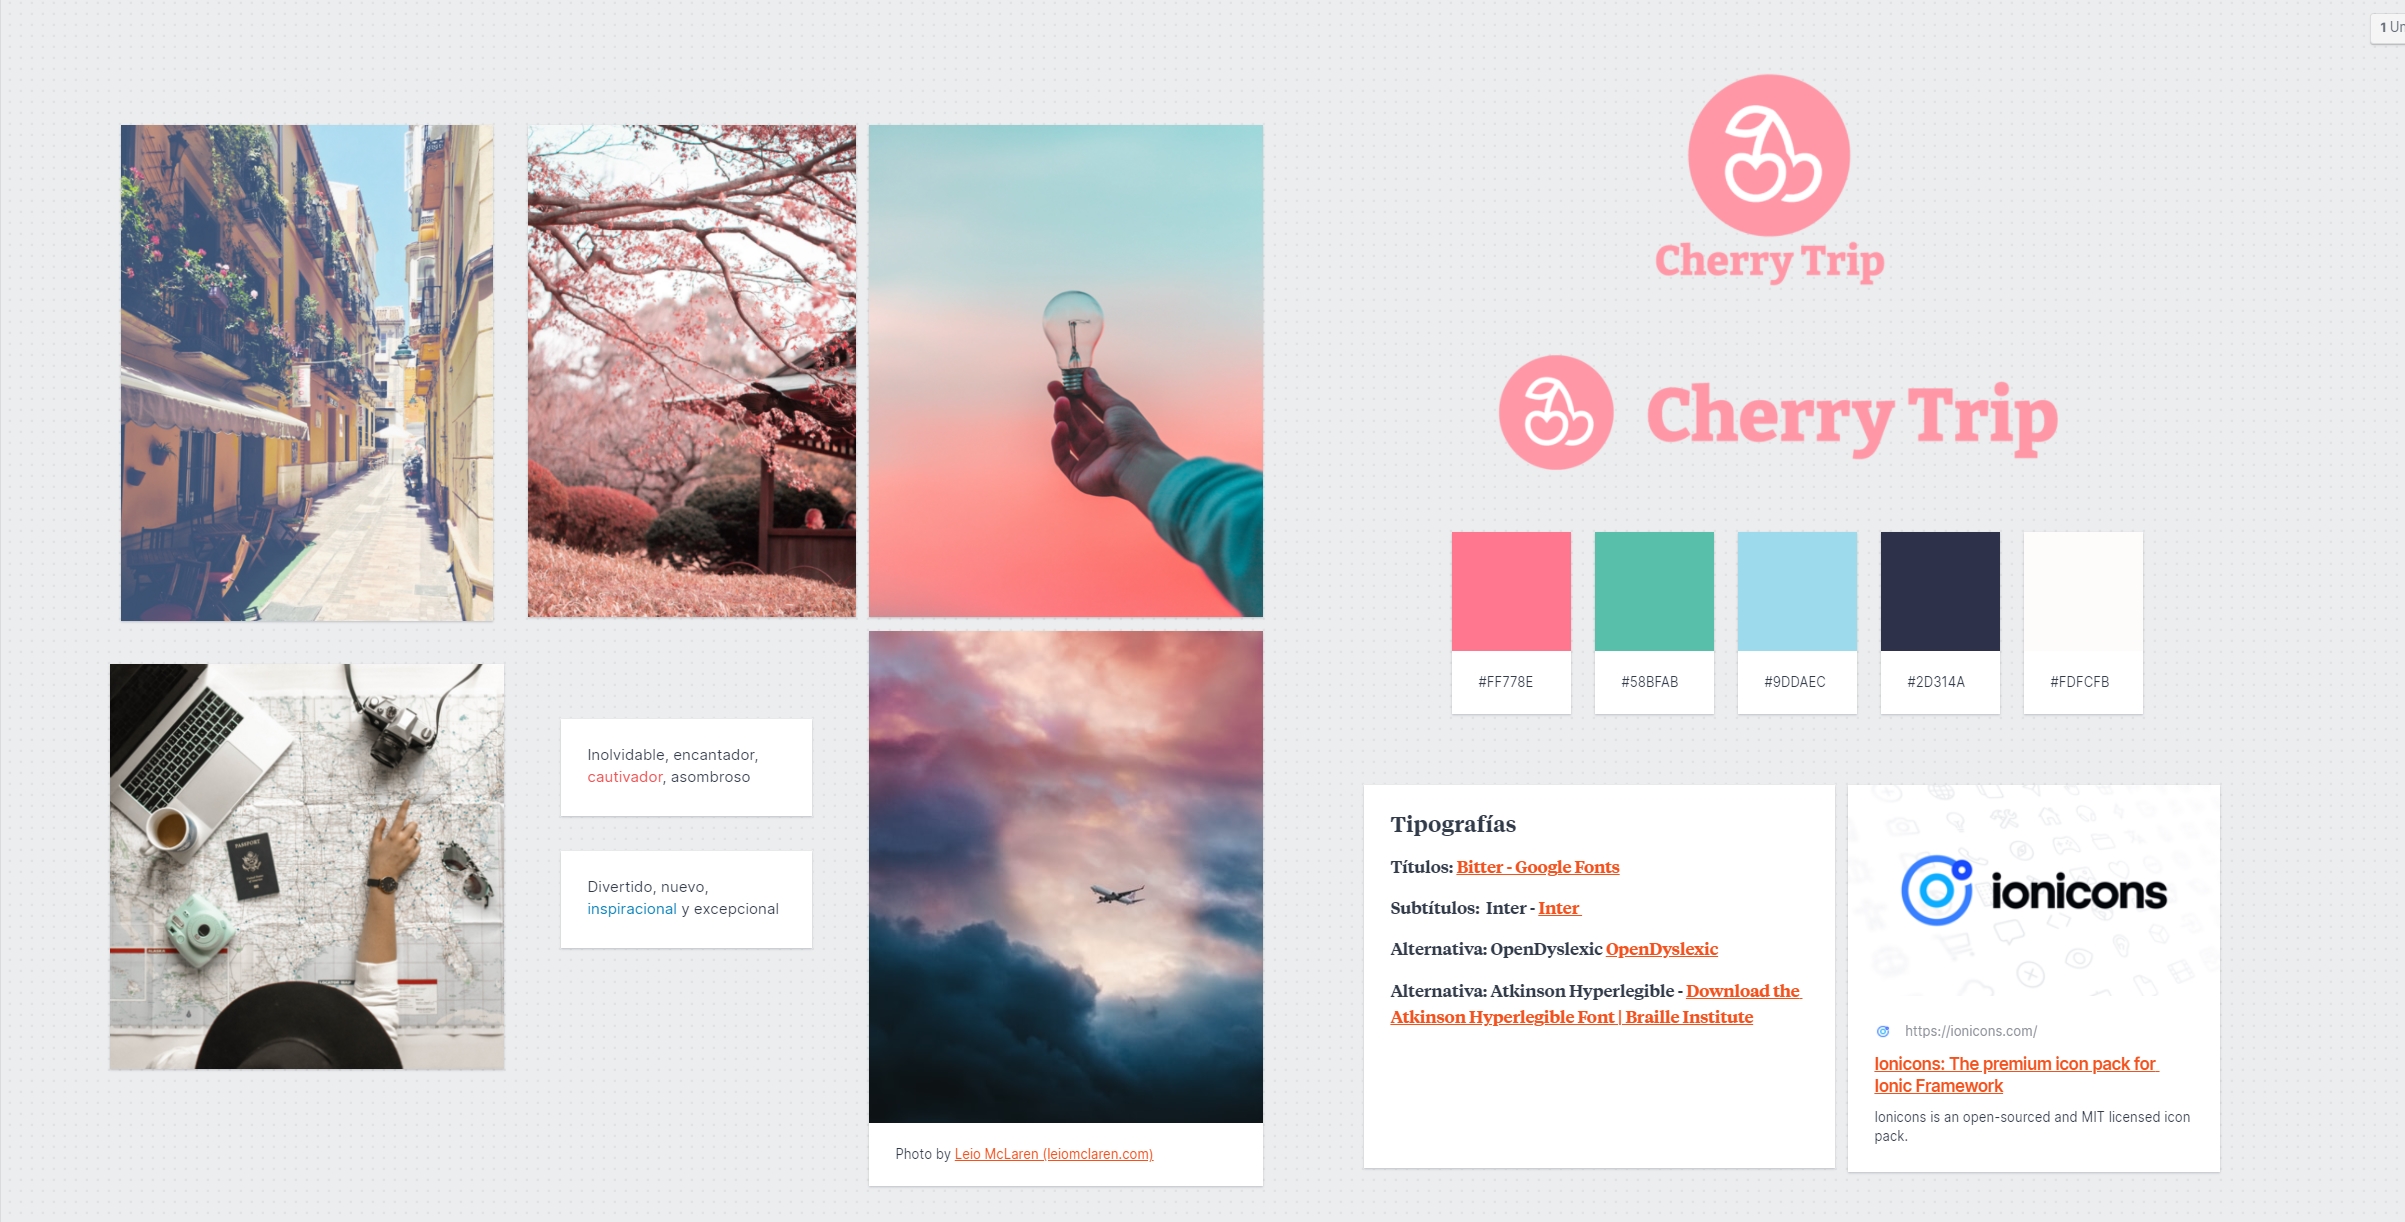 1 Un
Cherry Trip
Cherry Trip
#FF778E
#58BFAB
#9DDAEC
#2D314A
#FDFCFB
PASSPORT
Inolvidable, encantador,
cautivador, asombroso
Divertido, nuevo,
inspiracional y excepcional
Photo by Leio McLaren (leiomclaren.com)
Tipografías
Títulos: Bitter - Google Fonts
Subtítulos:  Inter - Inter
Alternativa: OpenDyslexic OpenDyslexic
Alternativa: Atkinson Hyperlegible - Download the
Atkinson Hyperlegible Font | Braille Institute
ionicons
https://ionicons.com/
Ionicons: The premium icon pack for
Ionic Framework
Ionicons is an open-sourced and MIT licensed icon
pack.